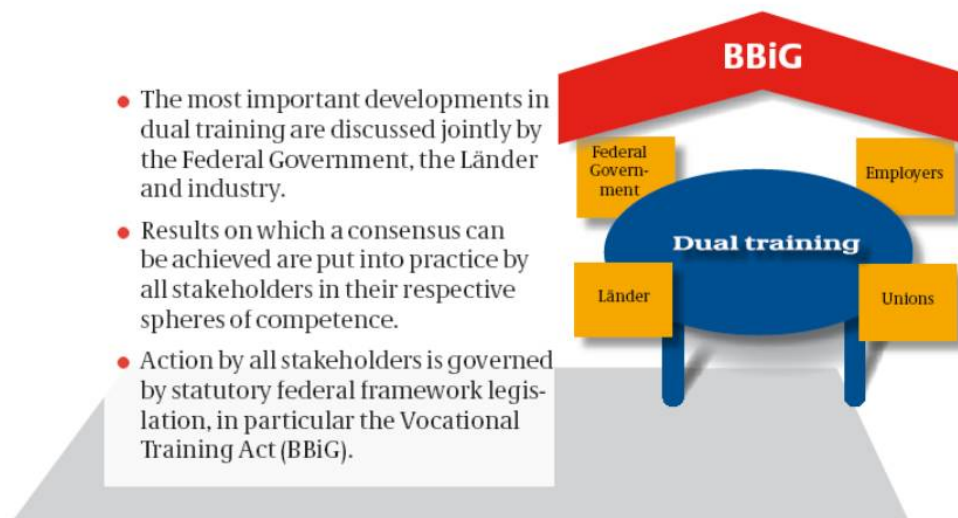 The most important developments in
dual training are discussed jointly by
the Federal Government, the Länder
and industry.
Results on which a consensus can
be achieved are put into practice by
all stakeholders in their respective
spheres of competence.
Action by all stakeholders is governed
by statutory federal framework legis-
lation, in particular the Vocational
Training Act (BBiG).
BBiG
Federal
Govern-
ment
Employers
Dual training
Länder
Unions